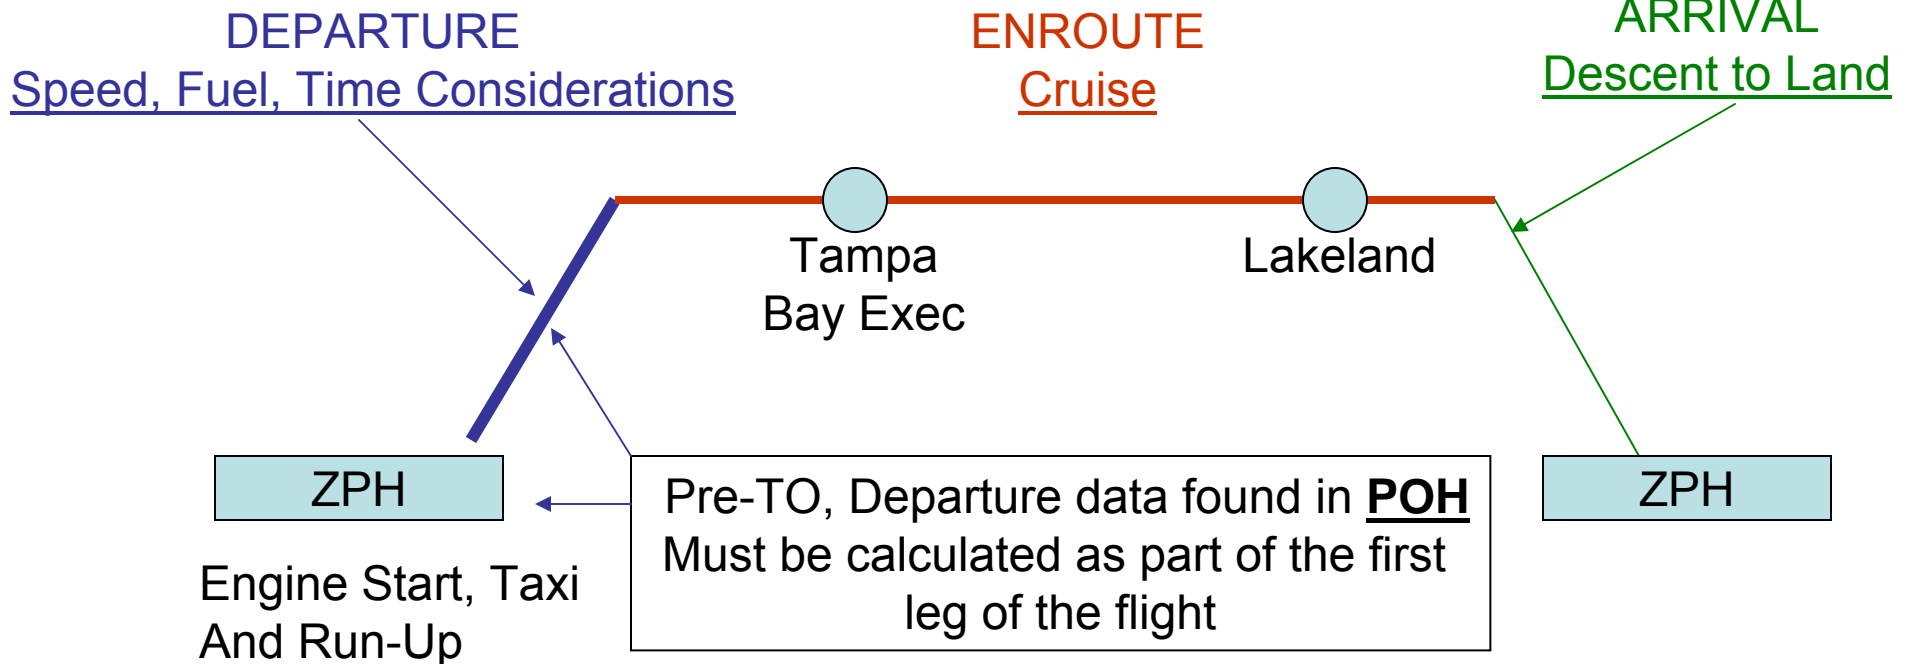 DEPARTURE
Speed, Fuel, Time Considerations
ENROUTE
Cruise
ARRIVAL
Descent to Land
Tampa
Bay Exec
Lakeland
ZPH
Engine Start, Taxi
And Run-Up
Pre-TO, Departure data found in POH
Must be calculated as part of the first
leg of the flight
ZPH